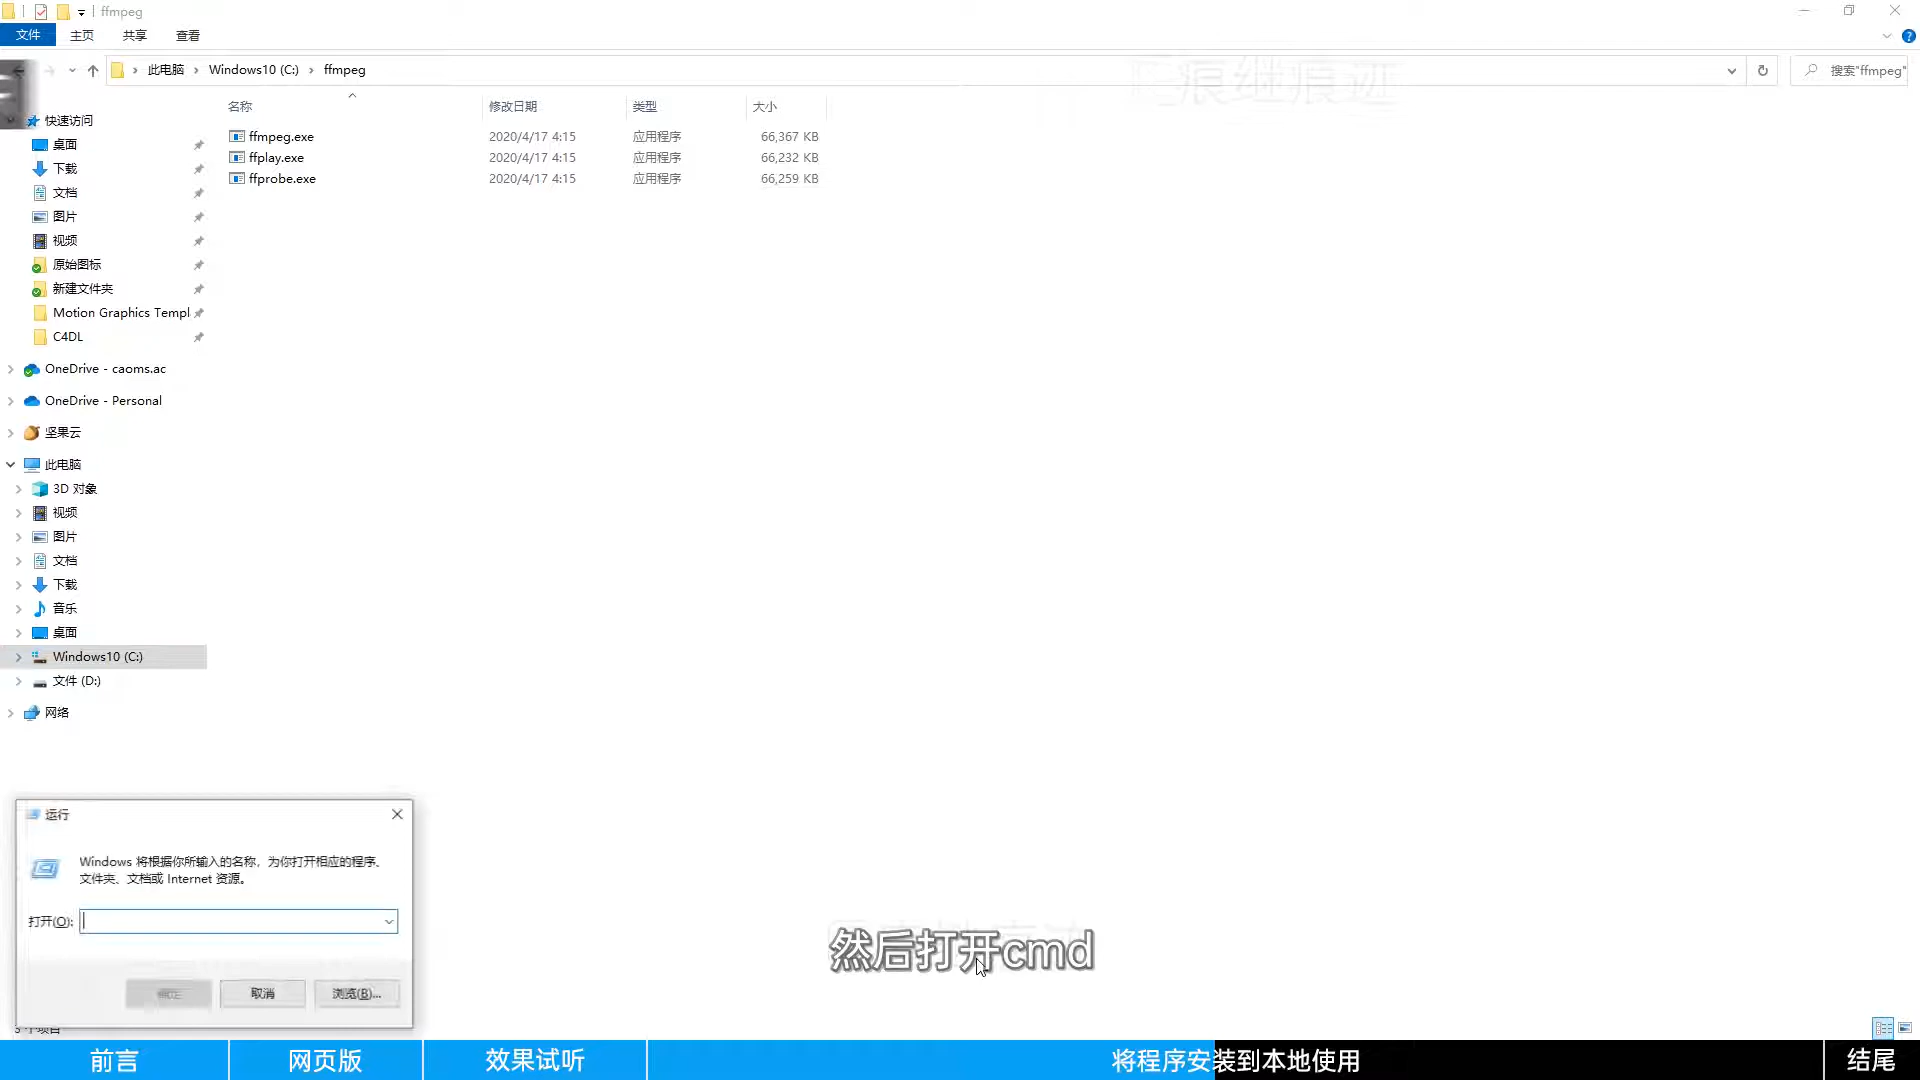 ffmpeg
文件 主页 共享 查看
此电脑 Windows10 (C:) ffmpeg
搜索"ffmpeg"
名称 修改日期 类型 大小
ffmpeg.exe 2020/4/17 4:15 应用程序 66,367 KB
ffplay.exe 2020/4/17 4:15 应用程序 66,232 KB
ffprobe.exe 2020/4/17 4:15 应用程序 66,259 KB
快速访问
桌面
下载
文档
图片
视频
原始图标
新建文件夹
Motion Graphics Templ
C4DL
OneDrive - caoms.ac
OneDrive - Personal
坚果云
此电脑
3D 对象
视频
图片
文档
下载
音乐
桌面
Windows10 (C:)
文件 (D:)
网络
运行
Windows 将根据你所输入的名称，为你打开相应的程序、
文件夹、文档或 Internet 资源。
打开(O):
取消 浏览(B)...
然后打开cmd
前言 网页版 效果试听 将程序安装到本地使用 结尾